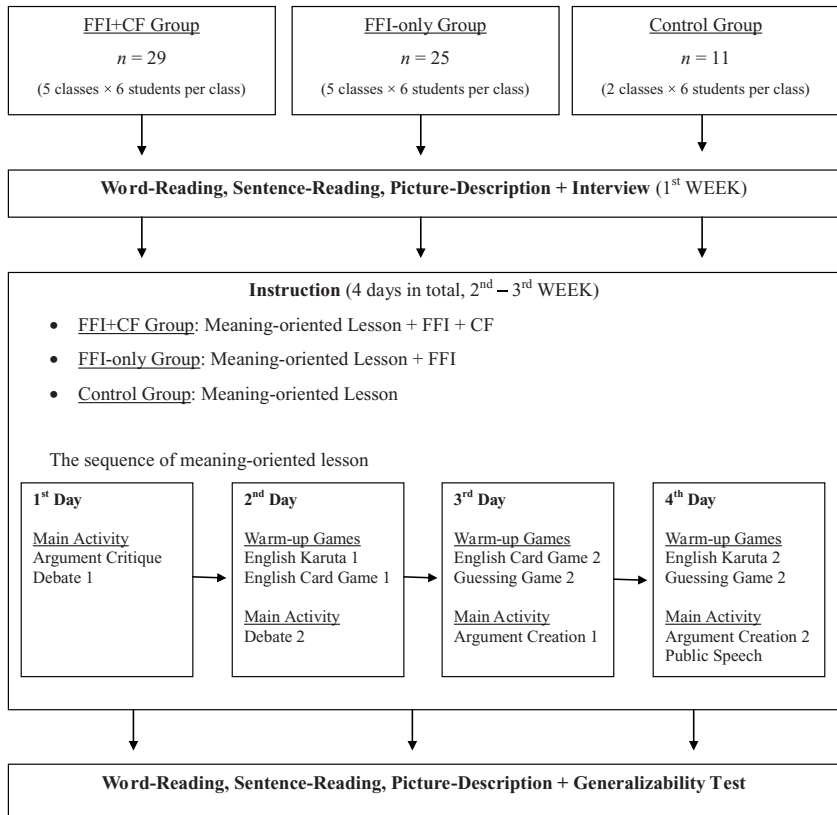 FFI+CF Group
n = 29
(5 classes × 6 students per class)
FFI-only Group
n = 25
(5 classes × 6 students per class)
Control Group
n = 11
(2 classes × 6 students per class)
Word-Reading, Sentence-Reading, Picture-Description + Interview (1st WEEK)
Instruction (4 days in total, 2nd – 3rd WEEK)
• FFI+CF Group: Meaning-oriented Lesson + FFI + CF
• FFI-only Group: Meaning-oriented Lesson + FFI
• Control Group: Meaning-oriented Lesson
The sequence of meaning-oriented lesson
1st Day
Main Activity
Argument Critique
Debate 1
2nd Day
Warm-up Games
English Karuta 1
English Card Game 1
Main Activity
Debate 2
3rd Day
Warm-up Games
English Card Game 2
Guessing Game 2
Main Activity
Argument Creation 1
4th Day
Warm-up Games
English Karuta 2
Guessing Game 2
Main Activity
Argument Creation 2
Public Speech
Word-Reading, Sentence-Reading, Picture-Description + Generalizability Test